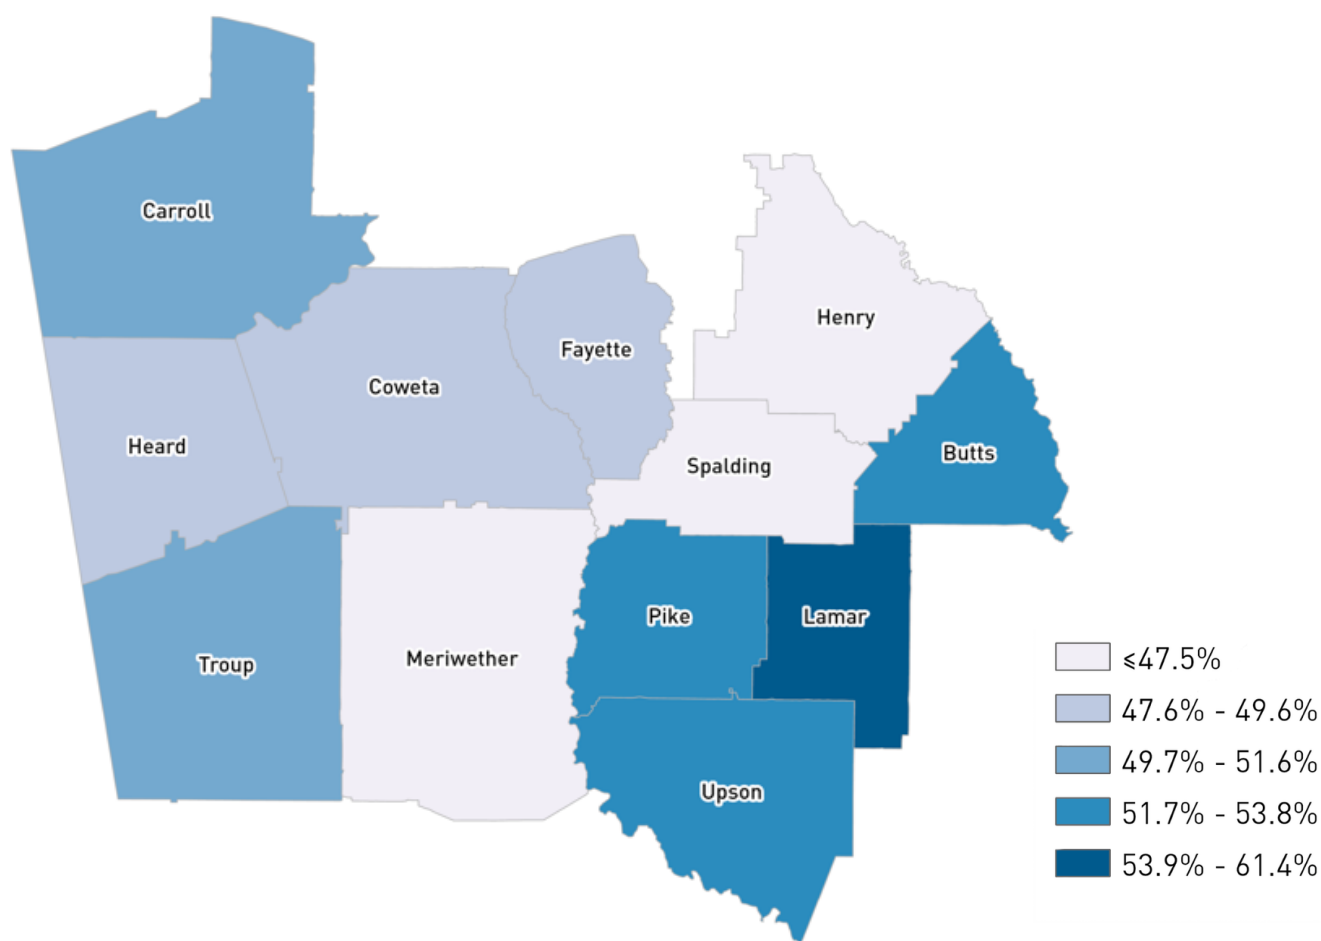 Carroll
Henry
Fayette
Coweta
Heard
Butts
Spalding
Pike
Lamar
Meriwether
Troup
Upson
≤47.5%
47.6% - 49.6%
49.7% - 51.6%
51.7% - 53.8%
53.9% - 61.4%